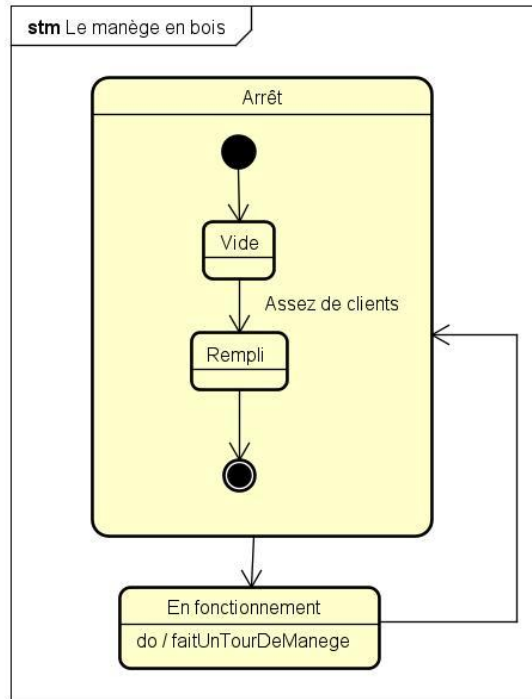 stm Le manège en bois
Arrêt
Vide
Assez de clients
Rempli
En fonctionnement
do / faitUnTourDeManege